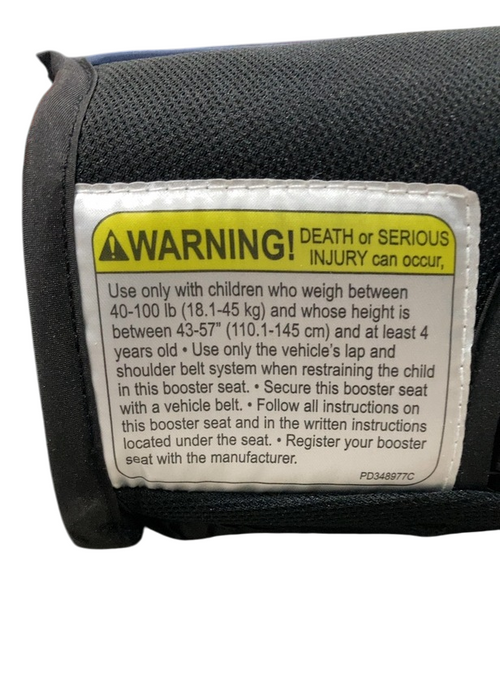 WARNING! DEATH or SERIOUS
INJURY can occur,
Use only with children who weigh between
40-100 lb (18.1-45 kg) and whose height is
between 43-57" (110.1-145 cm) and at least 4
years old • Use only the vehicle's lap and
shoulder belt system when restraining the child
in this booster seat. • Secure this booster seat
with a vehicle belt. • Follow all instructions on
this booster seat and in the written instructions
located under the seat. • Register your booster
seat with the manufacturer.
PD348977C